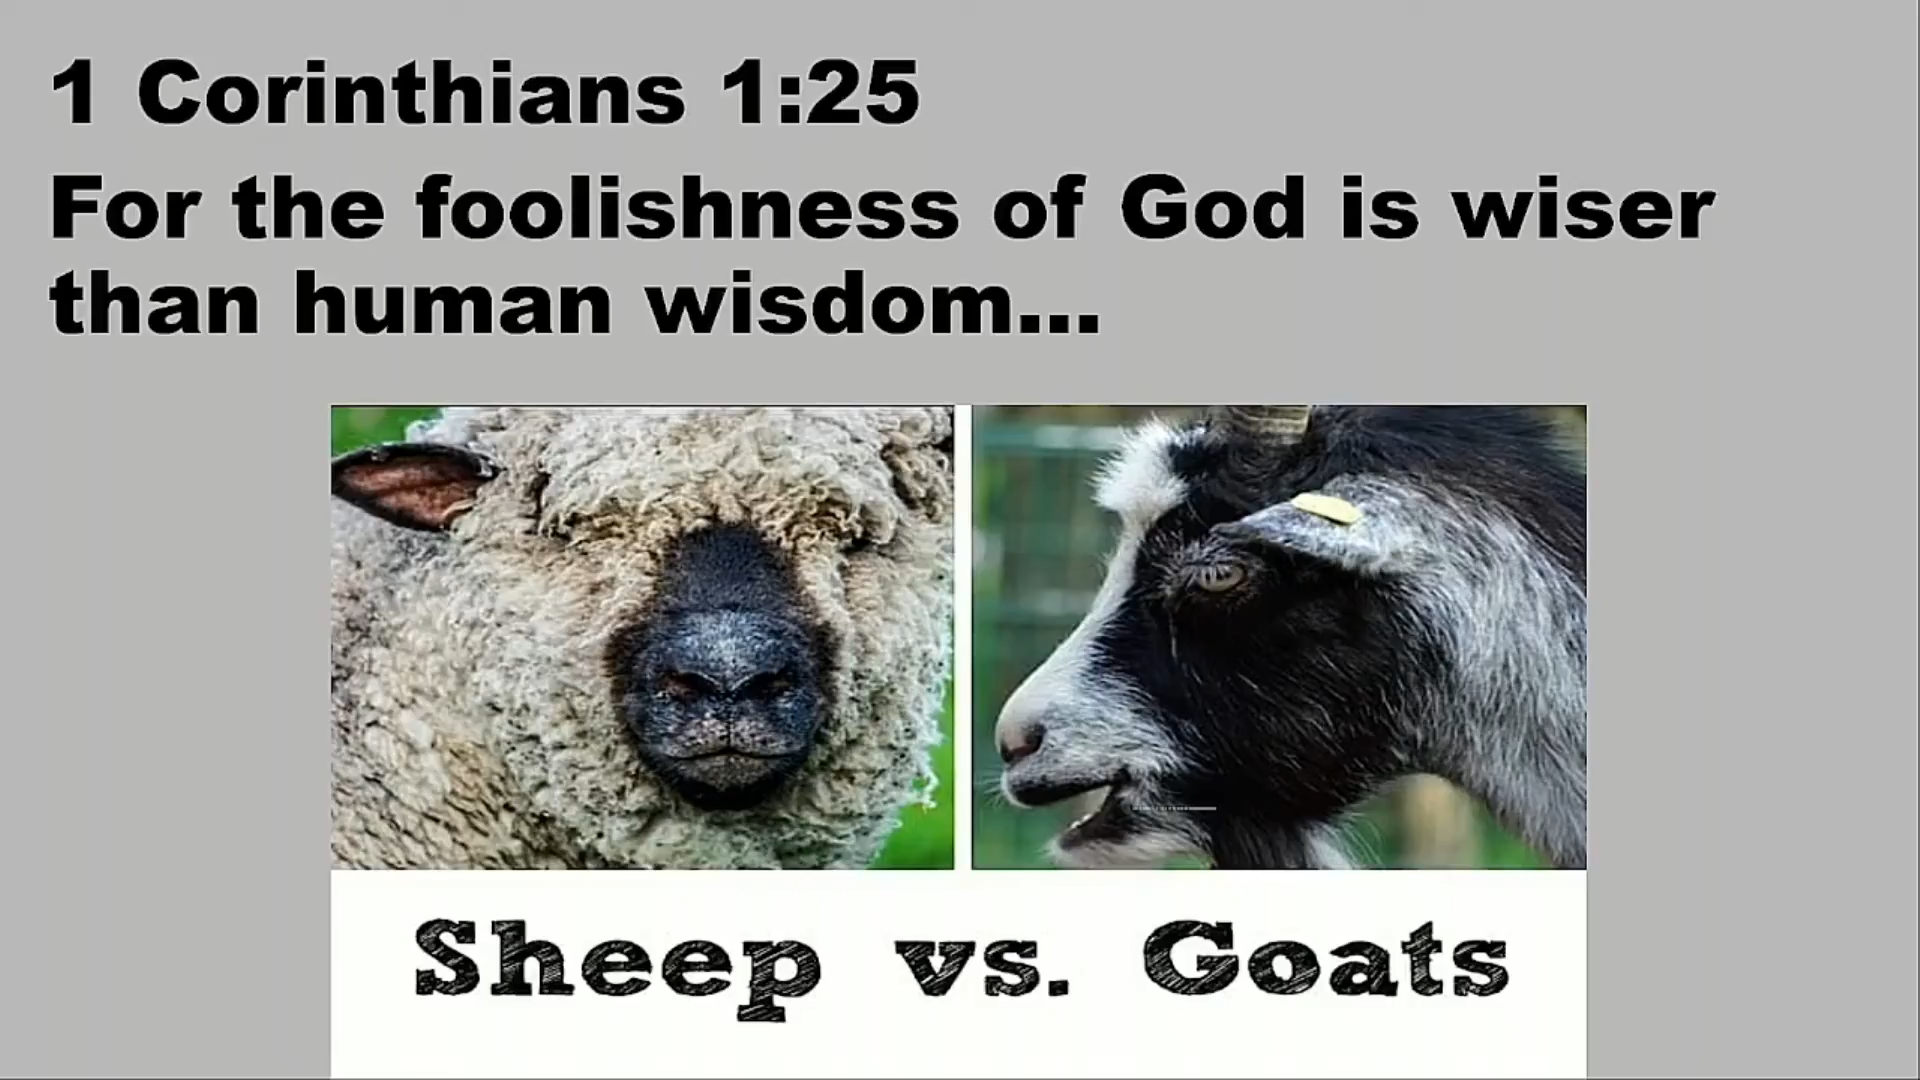 1 Corinthians 1:25
For the foolishness of God is wiser
than human wisdom...
Sheep vs. Goats